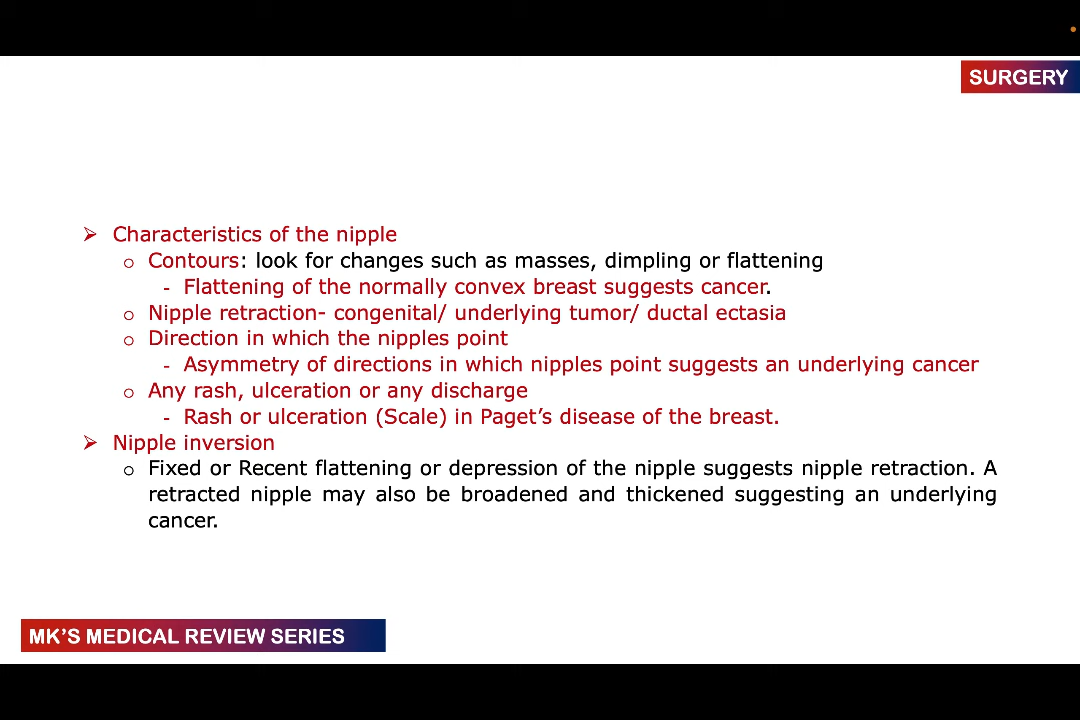 SURGERY
➢ Characteristics of the nipple
o Contours: look for changes such as masses, dimpling or flattening
- Flattening of the normally convex breast suggests cancer.
o Nipple retraction- congenital/ underlying tumor/ ductal ectasia
o Direction in which the nipples point
- Asymmetry of directions in which nipples point suggests an underlying cancer
o Any rash, ulceration or any discharge
- Rash or ulceration (Scale) in Paget’s disease of the breast.
➢ Nipple inversion
o Fixed or Recent flattening or depression of the nipple suggests nipple retraction. A
retracted nipple may also be broadened and thickened suggesting an underlying
cancer.
MK’S MEDICAL REVIEW SERIES